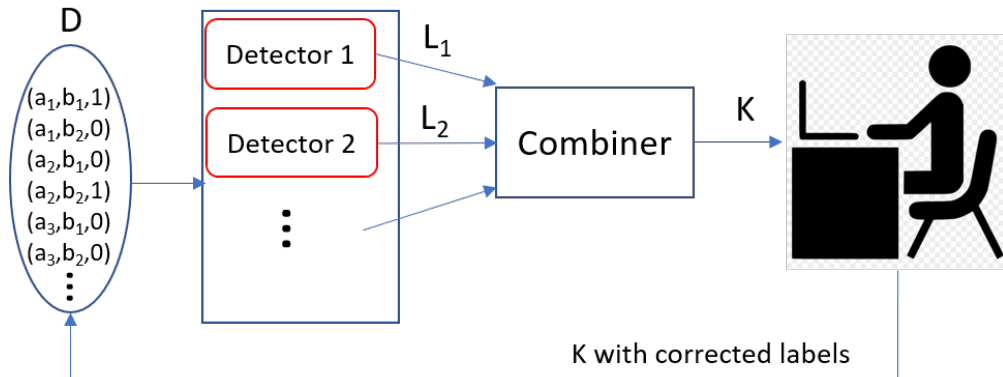 D
(a₁,b₁,1)
(a₁,b₂,0)
(a₂,b₁,0)
(a₂,b₂,1)
(a₃,b₁,0)
(a₃,b₂,0)
Detector 1
Detector 2
L₁
L₂
Combiner
K
K with corrected labels